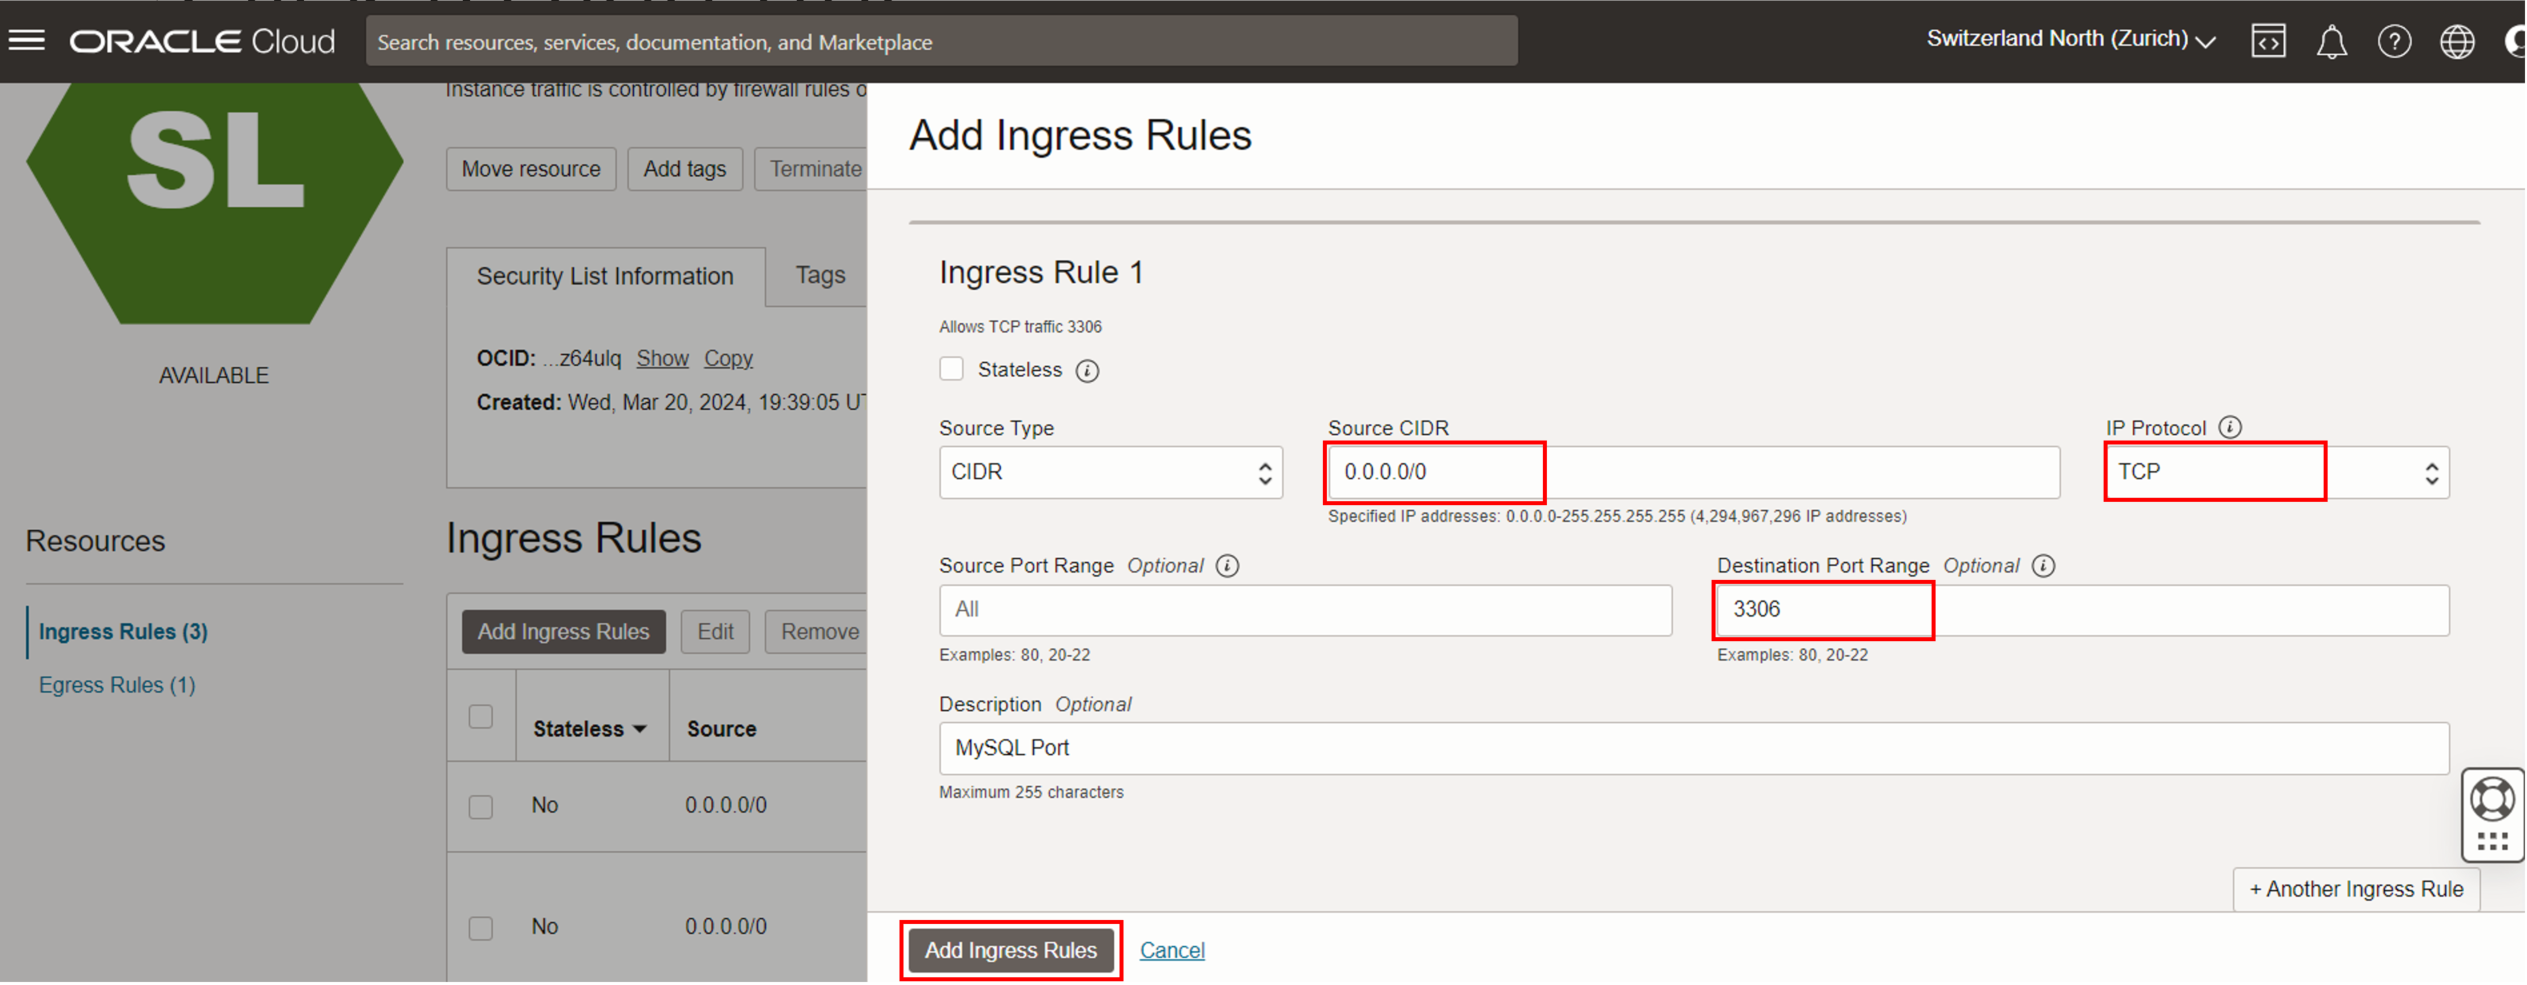 ORACLE Cloud
Search resources, services, documentation, and Marketplace
Switzerland North (Zurich)
SL
AVAILABLE
Resources
Ingress Rules (3)
Egress Rules (1)
Instance traffic is controlled by firewall rules o
Move resource
Add tags
Terminate
Security List Information
Tags
OCID: ...z64ulq Show Copy
Created: Wed, Mar 20, 2024, 19:39:05 UT
Ingress Rules
Add Ingress Rules
Edit
Remove
Stateless
Source
No
0.0.0.0/0
No
0.0.0.0/0
Add Ingress Rules
Ingress Rule 1
Allows TCP traffic 3306
Stateless
Source Type
CIDR
Source CIDR
0.0.0.0/0
Specified IP addresses: 0.0.0.0-255.255.255.255 (4,294,967,296 IP addresses)
IP Protocol
TCP
Source Port Range Optional
All
Examples: 80, 20-22
Destination Port Range Optional
3306
Examples: 80, 20-22
Description Optional
MySQL Port
Maximum 255 characters
+ Another Ingress Rule
Add Ingress Rules
Cancel